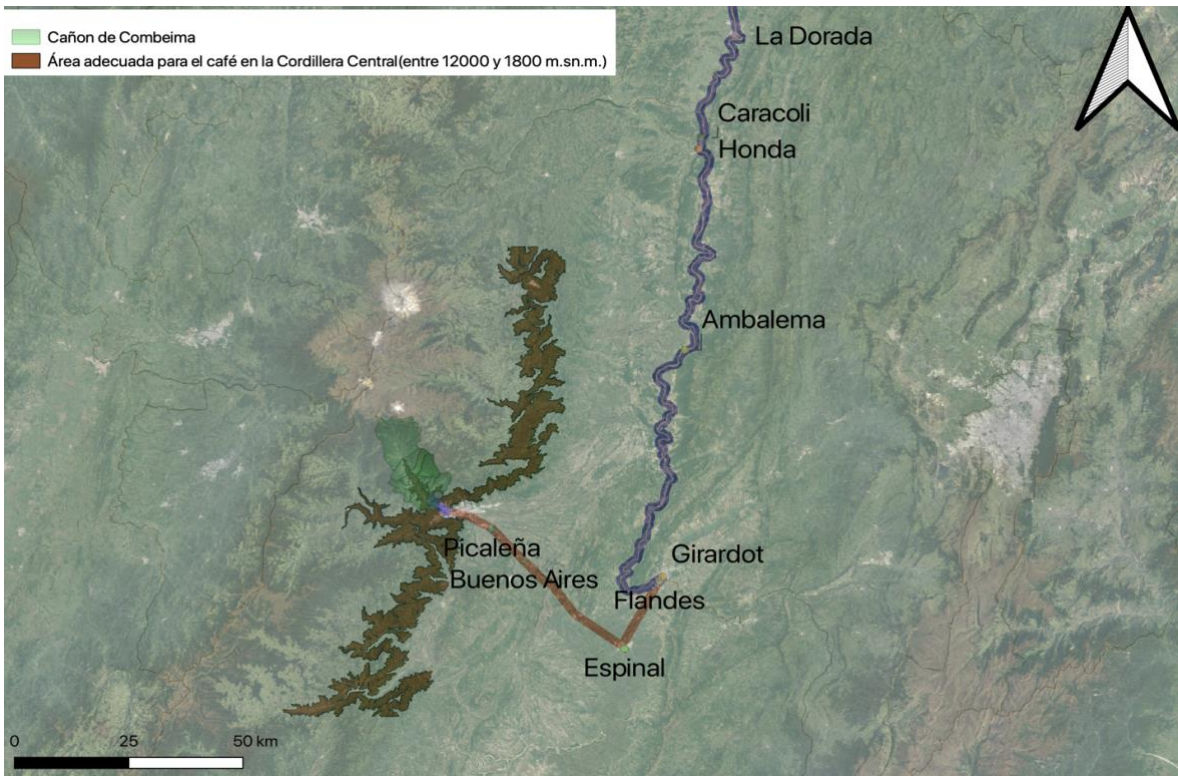 Cañon de Combeima
Área adecuada para el café en la Cordillera Central(entre 12000 y 1800 m.sn.m.)
La Dorada
Caracoli
Honda
Ambalema
Picaleña
Girardot
Buenos Aires
Flandes
Espinal
0 25 50 km